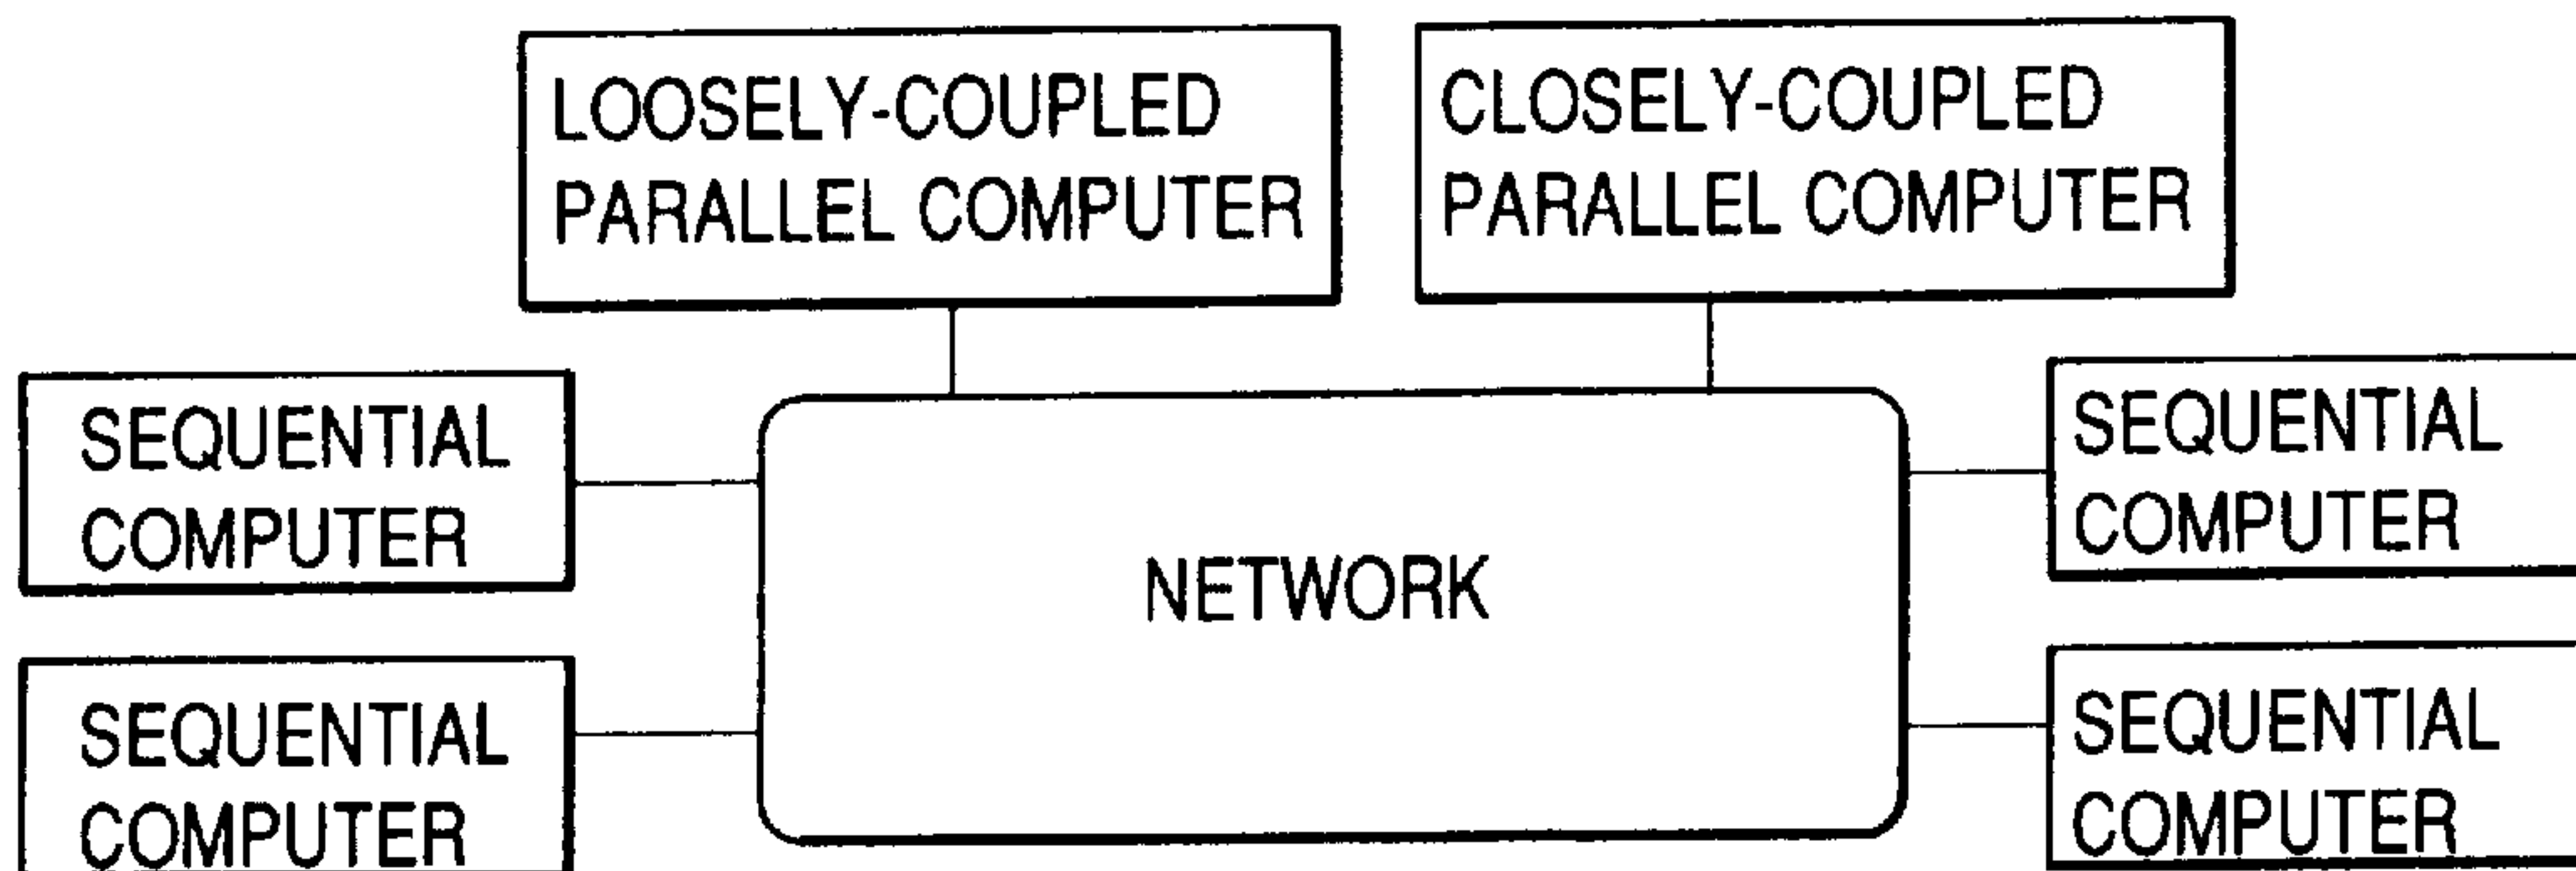 LOOSELY-COUPLED
PARALLEL COMPUTER
CLOSELY-COUPLED
PARALLEL COMPUTER
SEQUENTIAL
COMPUTER
SEQUENTIAL
COMPUTER
NETWORK
SEQUENTIAL
COMPUTER
SEQUENTIAL
COMPUTER